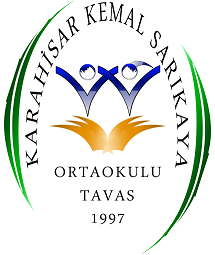 KARAHİSAR KEMAL SARIKAYA
ORTAOKULU
TAVAS
1997